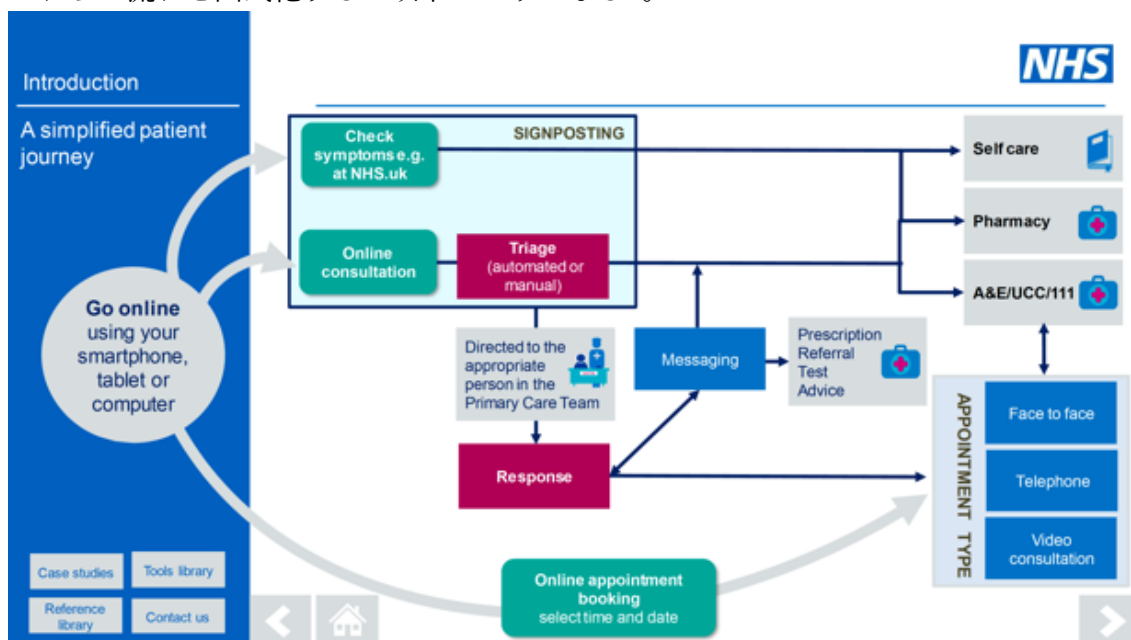 Introduction
A simplified patient
journey
NHS
SIGNPOSTING
Check
symptoms e.g.
at NHS.uk
Online
consultation
Triage
(automated or
manual)
Self care
Pharmacy
A&E/UCC/111
Go online
using your
smartphone,
tablet or
computer
Directed to the
appropriate
person in the
Primary Care Team
Messaging
Prescription
Referral
Test
Advice
Response
APPOINTMENT TYPE
Face to face
Telephone
Video
consultation
Online appointment
booking
select time and date
Case studies
Tools library
Reference
library
Contact us